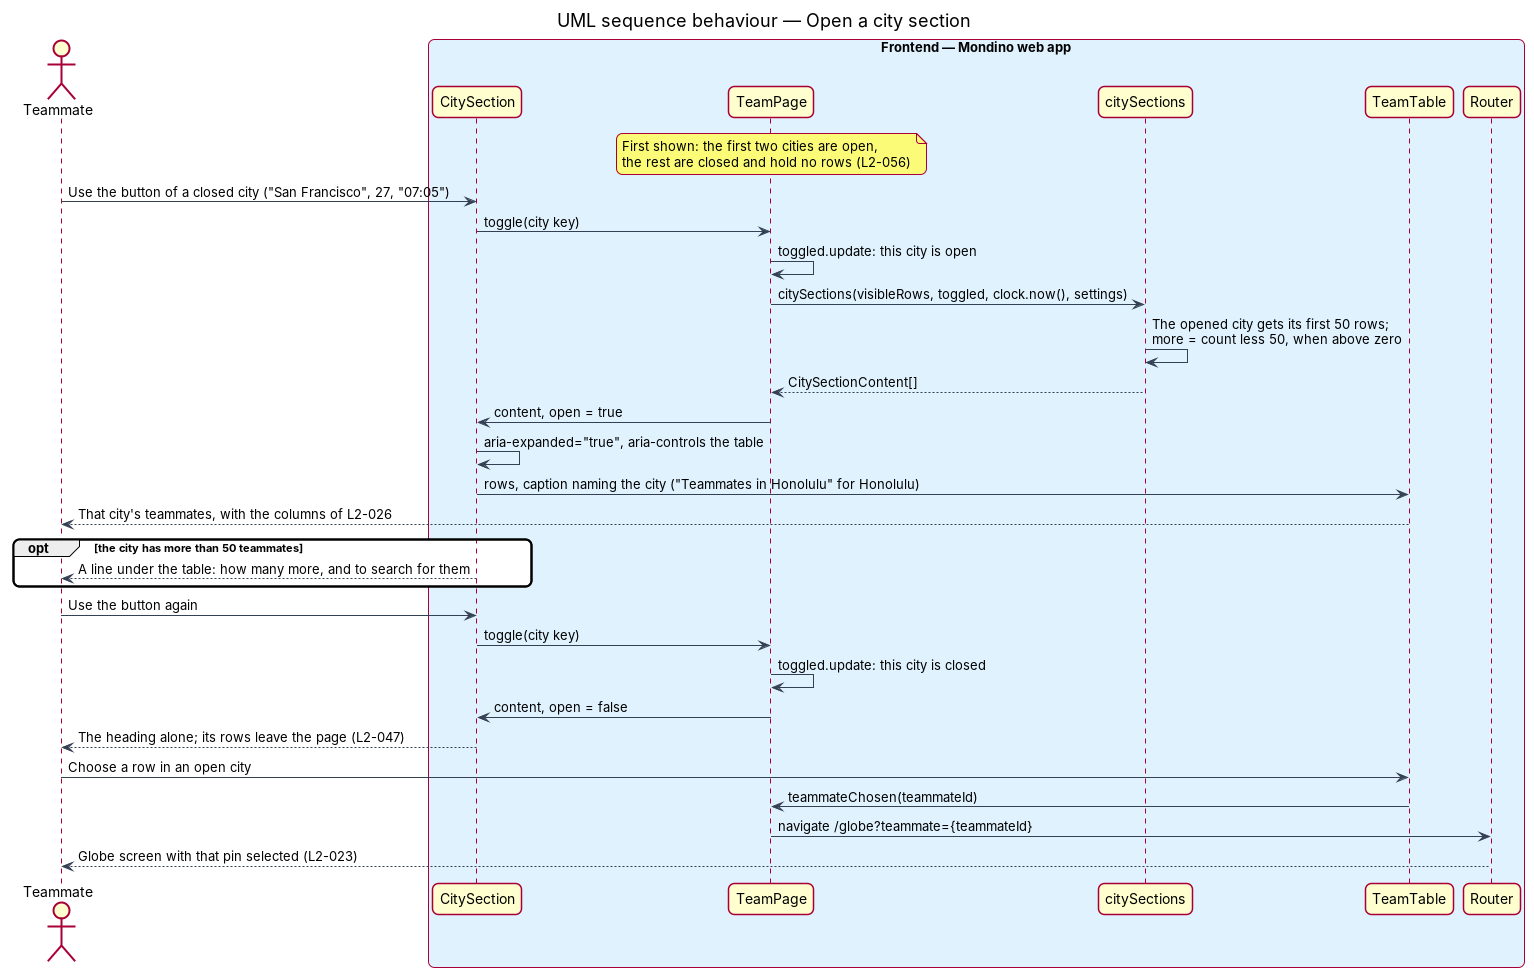 UML sequence behaviour — Open a city section
Frontend — Mondino web app
Teammate
CitySection
TeamPage
citySections
TeamTable
Router
First shown: the first two cities are open,
the rest are closed and hold no rows (L2-056)
Use the button of a closed city ("San Francisco", 27, "07:05")
toggle(city key)
toggled.update: this city is open
citySections(visibleRows, toggled, clock.now(), settings)
The opened city gets its first 50 rows;
more = count less 50, when above zero
CitySectionContent[]
content, open = true
aria-expanded="true", aria-controls the table
rows, caption naming the city ("Teammates in Honolulu" for Honolulu)
That city's teammates, with the columns of L2-026
opt [the city has more than 50 teammates]
A line under the table: how many more, and to search for them
Use the button again
toggle(city key)
toggled.update: this city is closed
content, open = false
The heading alone; its rows leave the page (L2-047)
Choose a row in an open city
teammateChosen(teammateId)
navigate /globe?teammate={teammateId}
Globe screen with that pin selected (L2-023)
Teammate
CitySection
TeamPage
citySections
TeamTable
Router